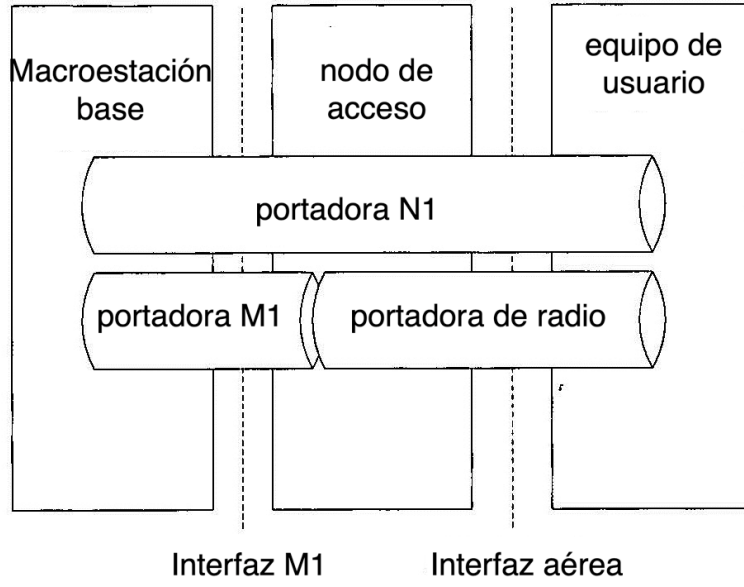 Macroestación
base
nodo de
acceso
equipo de
usuario
portadora N1
portadora M1
portadora de radio
Interfaz M1
Interfaz aérea